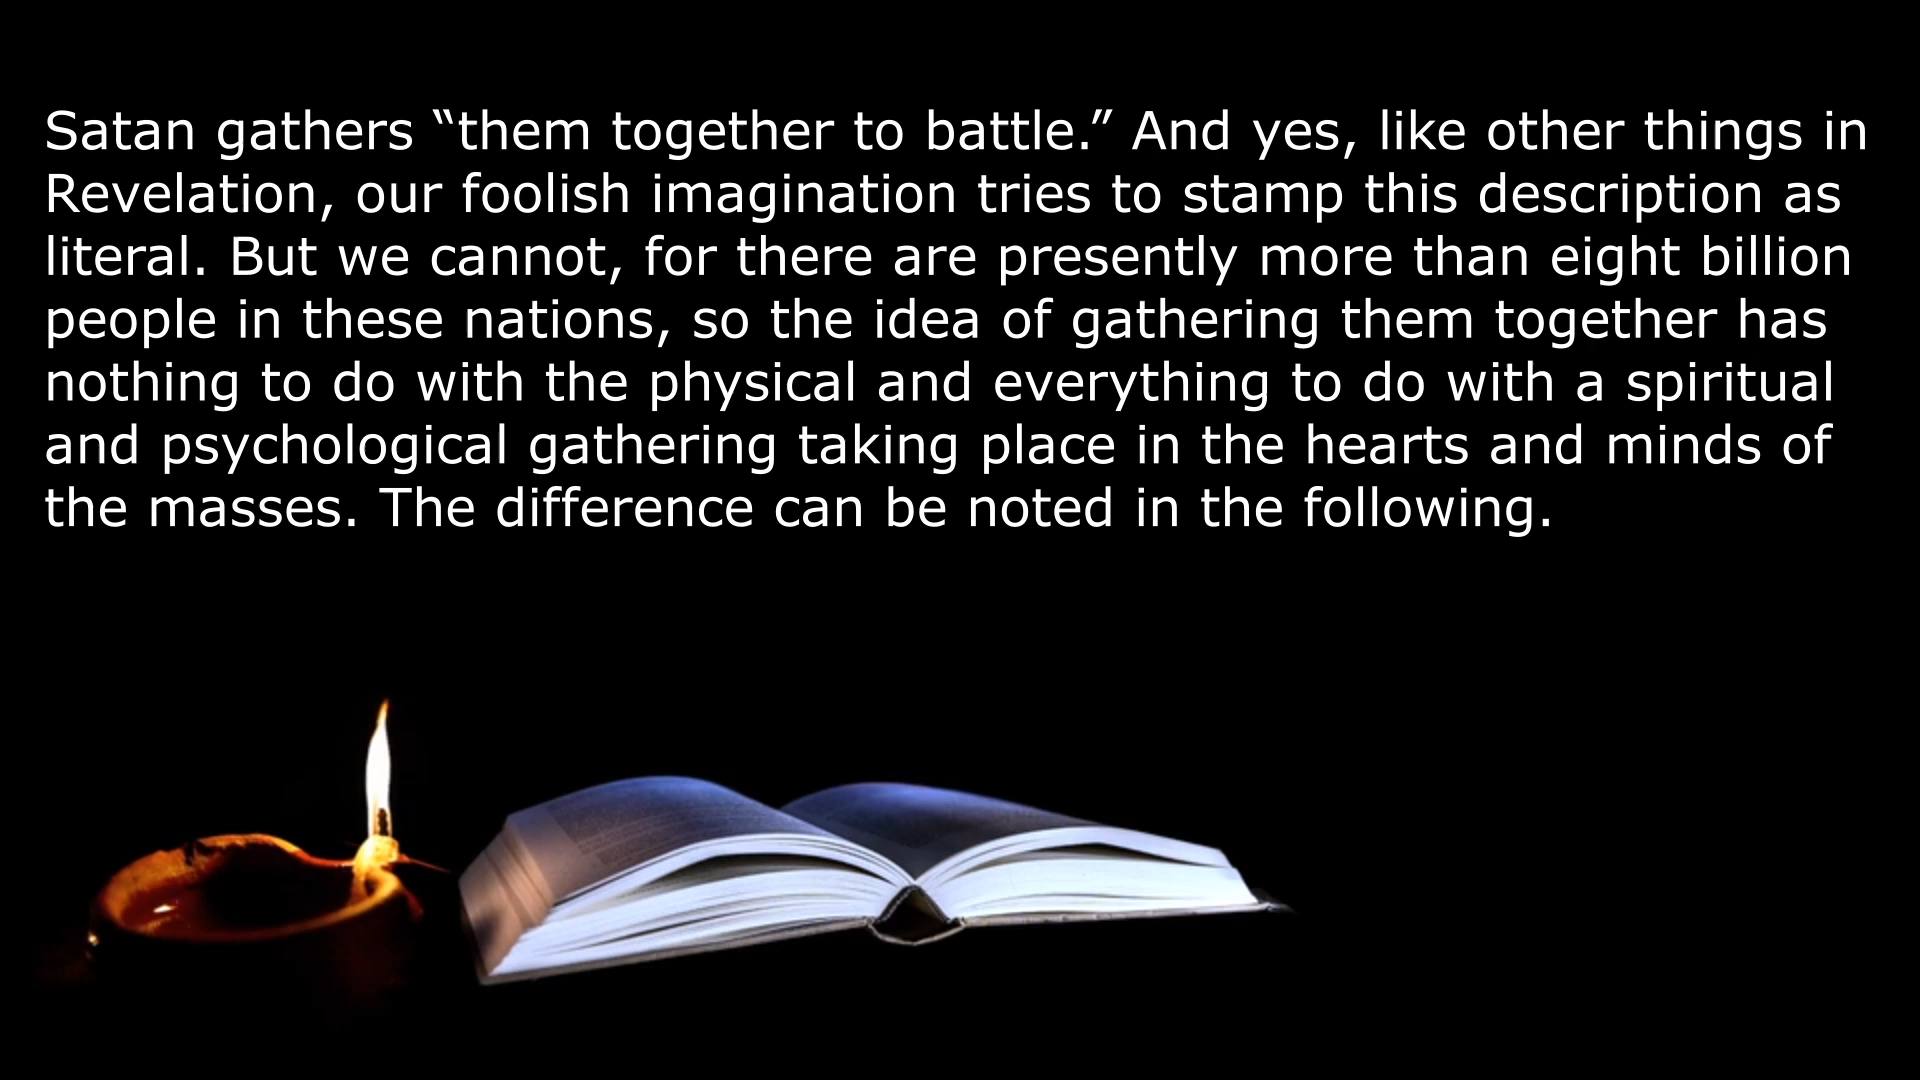 Satan gathers “them together to battle.” And yes, like other things in
Revelation, our foolish imagination tries to stamp this description as
literal. But we cannot, for there are presently more than eight billion
people in these nations, so the idea of gathering them together has
nothing to do with the physical and everything to do with a spiritual
and psychological gathering taking place in the hearts and minds of
the masses. The difference can be noted in the following.